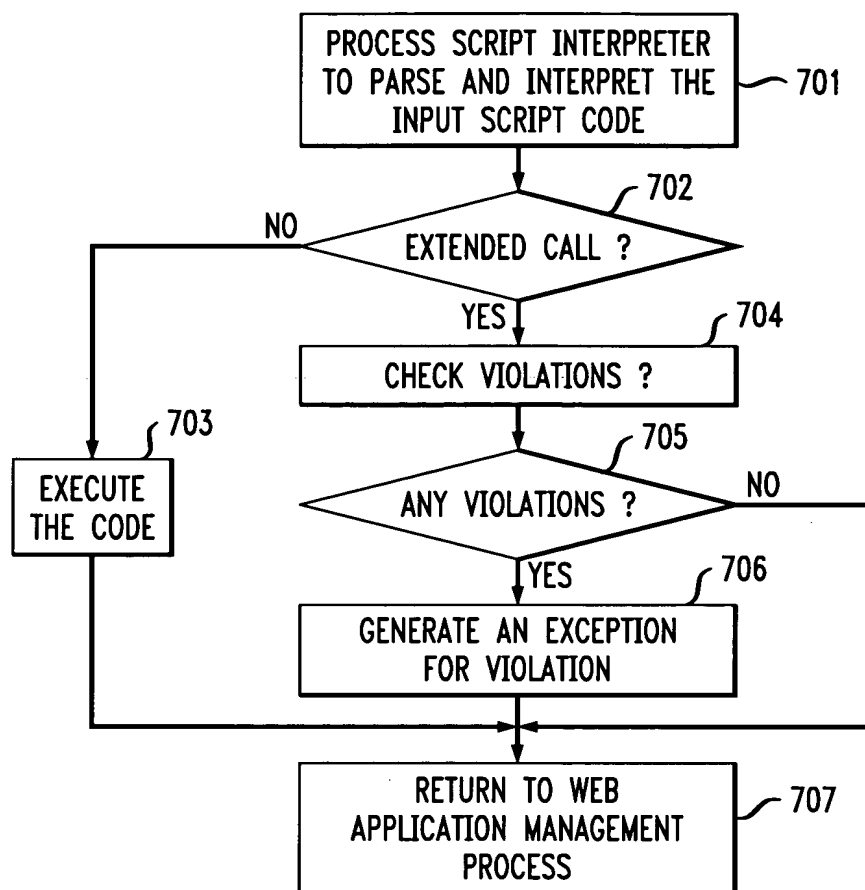 PROCESS SCRIPT INTERPRETER
TO PARSE AND INTERPRET THE
INPUT SCRIPT CODE
701
702
NO
EXTENDED CALL ?
YES
704
CHECK VIOLATIONS ?
703
705
EXECUTE
THE CODE
ANY VIOLATIONS ?
NO
YES
706
GENERATE AN EXCEPTION
FOR VIOLATION
RETURN TO WEB
APPLICATION MANAGEMENT
PROCESS
707